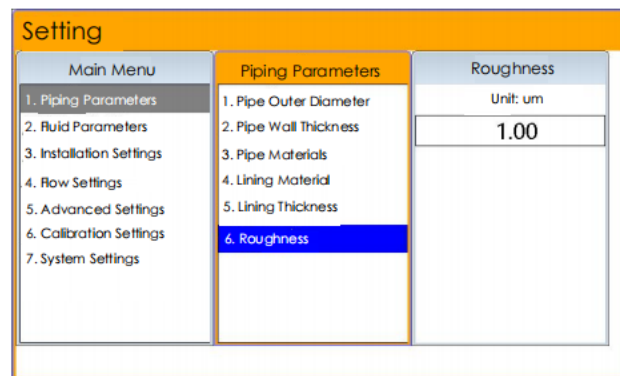 Setting
Main Menu
1. Piping Parameters
2. Fluid Parameters
3. Installation Settings
4. Flow Settings
5. Advanced Settings
6. Calibration Settings
7. System Settings
Piping Parameters
1. Pipe Outer Diameter
2. Pipe Wall Thickness
3. Pipe Materials
4. Lining Material
5. Lining Thickness
6. Roughness
Roughness
Unit: um
1.00